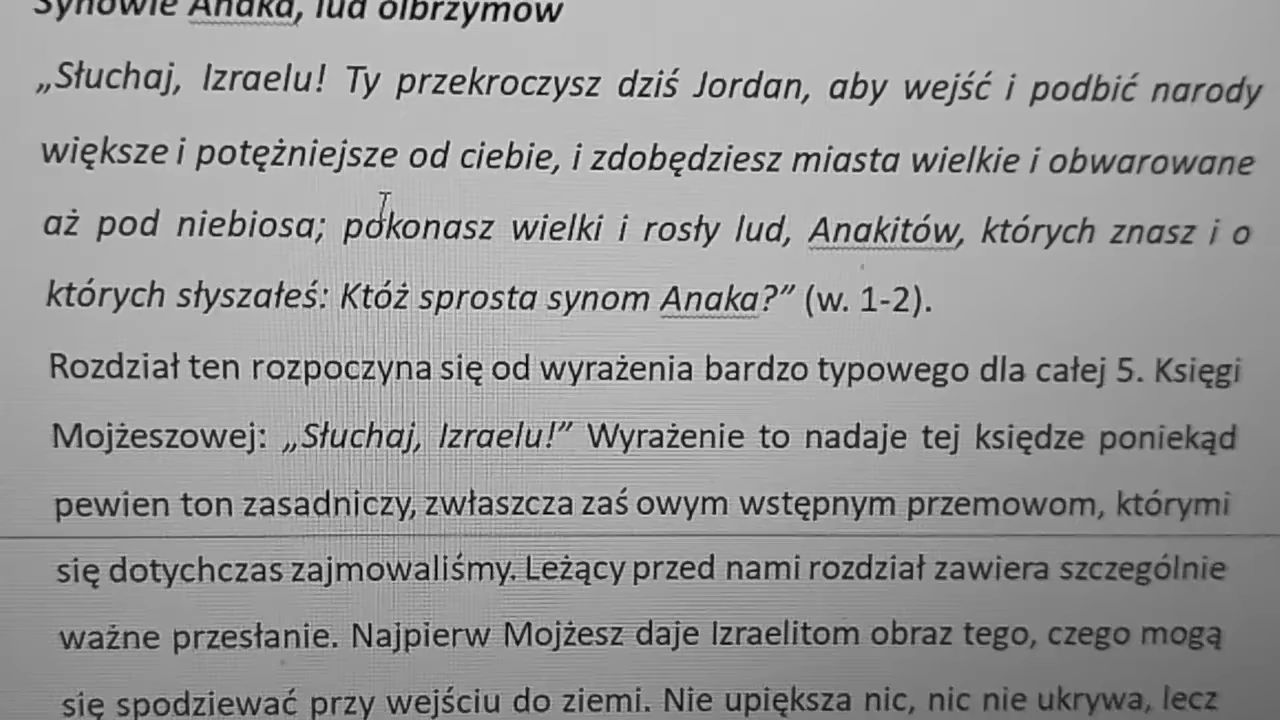 Synowie Anaka, lud olbrzymów
„Słuchaj, Izraelu! Ty przekroczysz dziś Jordan, aby wejść i podbić narody
większe i potężniejsze od ciebie, i zdobędziesz miasta wielkie i obwarowane
aż pod niebiosa; pokonasz wielki i rosły lud, Anakitów, których znasz i o
których słyszałeś: Któż sprosta synom Anaka?” (w. 1-2).
Rozdział ten rozpoczyna się od wyrażenia bardzo typowego dla całej 5. Księgi
Mojżeszowej: „Słuchaj, Izraelu!” Wyrażenie to nadaje tej księdze poniekąd
pewien ton zasadniczy, zwłaszcza zaś owym wstępnym przemowom, którymi
się dotychczas zajmowaliśmy. Leżący przed nami rozdział zawiera szczególnie
ważne przesłanie. Najpierw Mojżesz daje Izraelitom obraz tego, czego mogą
się spodziewać przy wejściu do ziemi. Nie upiększa nic, nic nie ukrywa, lecz